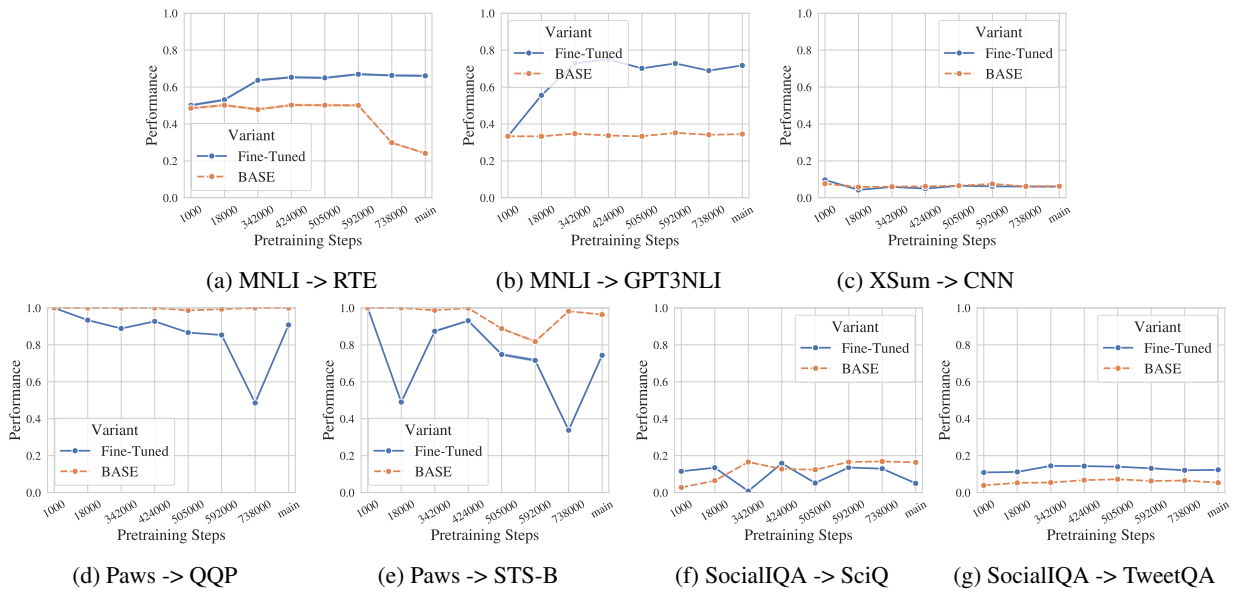 1.0
0.8
0.6
0.4
0.2
0.0
Performance
Variant
Fine-Tuned
BASE
1000
18000
342000
424000
505000
592000
738000
main
Pretraining Steps
(a) MNLI -> RTE
1.0
0.8
0.6
0.4
0.2
0.0
Performance
Variant
Fine-Tuned
BASE
1000
18000
342000
424000
505000
592000
738000
main
Pretraining Steps
(b) MNLI -> GPT3NLI
1.0
0.8
0.6
0.4
0.2
0.0
Performance
Variant
Fine-Tuned
BASE
1000
18000
342000
424000
505000
592000
738000
main
Pretraining Steps
(c) XSum -> CNN
1.0
0.8
0.6
0.4
0.2
0.0
Performance
Variant
Fine-Tuned
BASE
1000
18000
342000
424000
505000
592000
738000
main
Pretraining Steps
(d) Paws -> QQP
1.0
0.8
0.6
0.4
0.2
0.0
Performance
Variant
Fine-Tuned
BASE
1000
18000
342000
424000
505000
592000
738000
main
Pretraining Steps
(e) Paws -> STS-B
1.0
0.8
0.6
0.4
0.2
0.0
Performance
Variant
Fine-Tuned
BASE
1000
18000
342000
424000
505000
592000
738000
main
Pretraining Steps
(f) SocialIQA -> SciQ
1.0
0.8
0.6
0.4
0.2
0.0
Performance
Variant
Fine-Tuned
BASE
1000
18000
342000
424000
505000
592000
738000
main
Pretraining Steps
(g) SocialIQA -> TweetQA